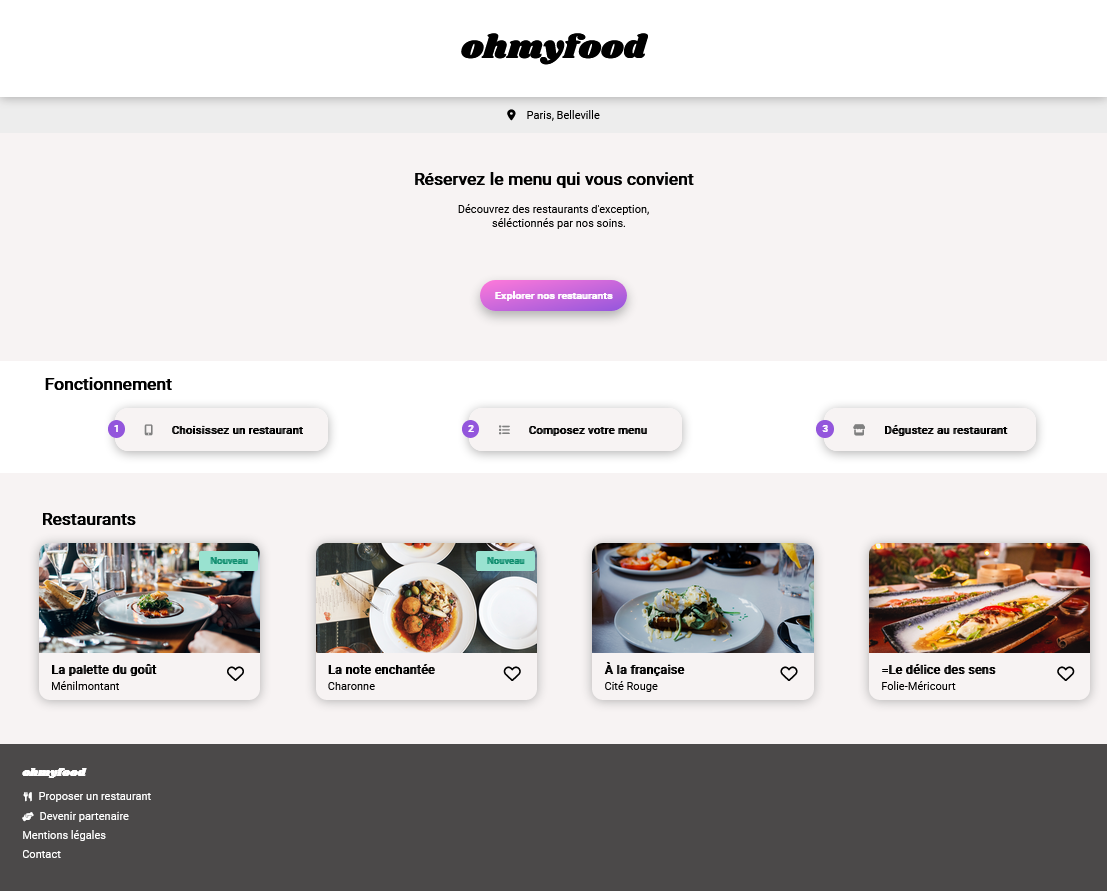 ohmyfood
Paris, Belleville
Réservez le menu qui vous convient
Découvrez des restaurants d'exception,
séléctionnés par nos soins.
Explorer nos restaurants
Fonctionnement
1 Choisissez un restaurant
2 Composez votre menu
3 Dégustez au restaurant
Restaurants
Nouveau
La palette du goût
Ménilmontant
Nouveau
La note enchantée
Charonne
À la française
Cité Rouge
=Le délice des sens
Folie-Méricourt
ohmyfood
Proposer un restaurant
Devenir partenaire
Mentions légales
Contact